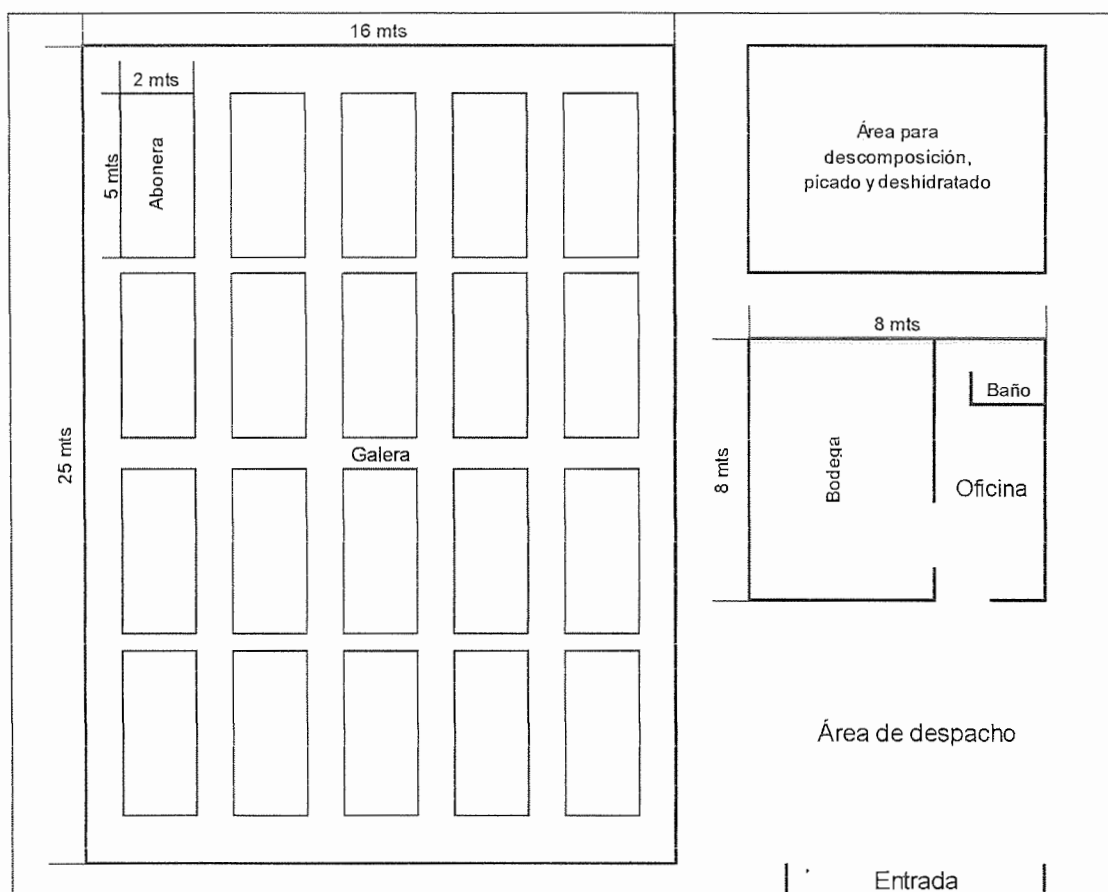 16 mts
2 mts
5 mts
Abonera
Área para
descomposición,
picado y deshidratado
8 mts
Baño
25 mts
Galera
8 mts
Bodega
Oficina
Área de despacho
Entrada